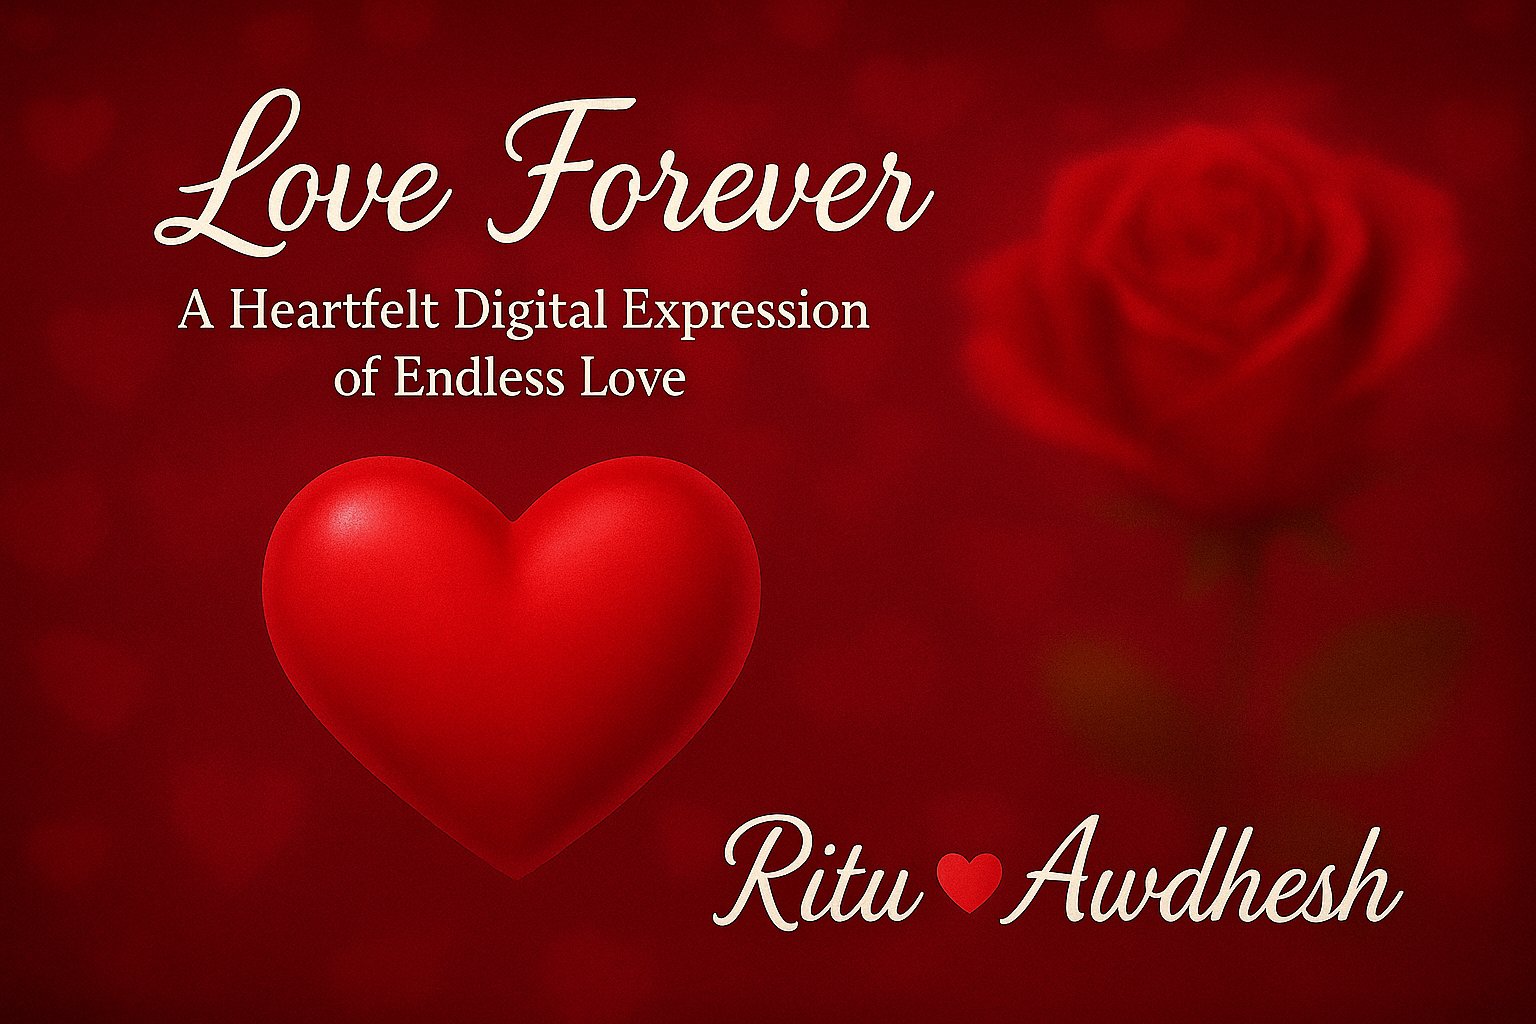 Love Forever
A Heartfelt Digital Expression
of Endless Love
Ritu ❤ Awdhesh